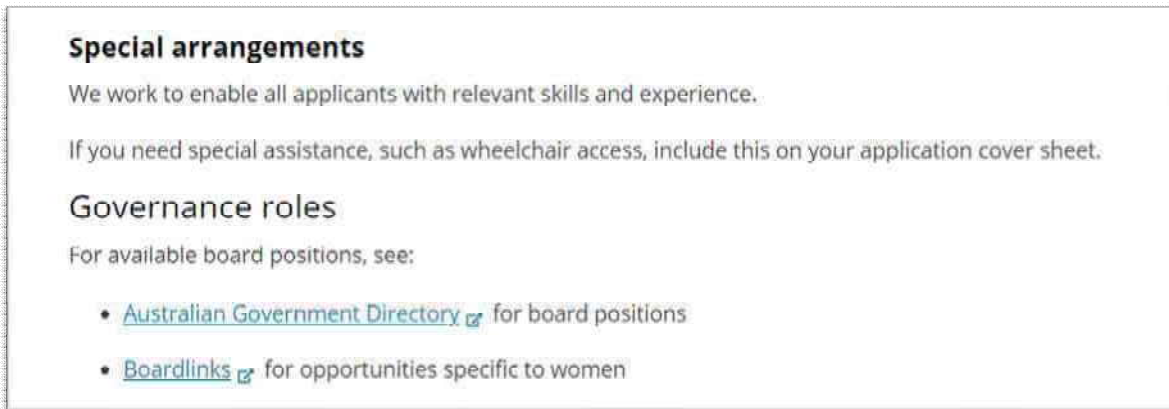 Special arrangements
We work to enable all applicants with relevant skills and experience.
If you need special assistance, such as wheelchair access, include this on your application cover sheet.
Governance roles
For available board positions, see:
• Australian Government Directory for board positions
• Boardlinks for opportunities specific to women